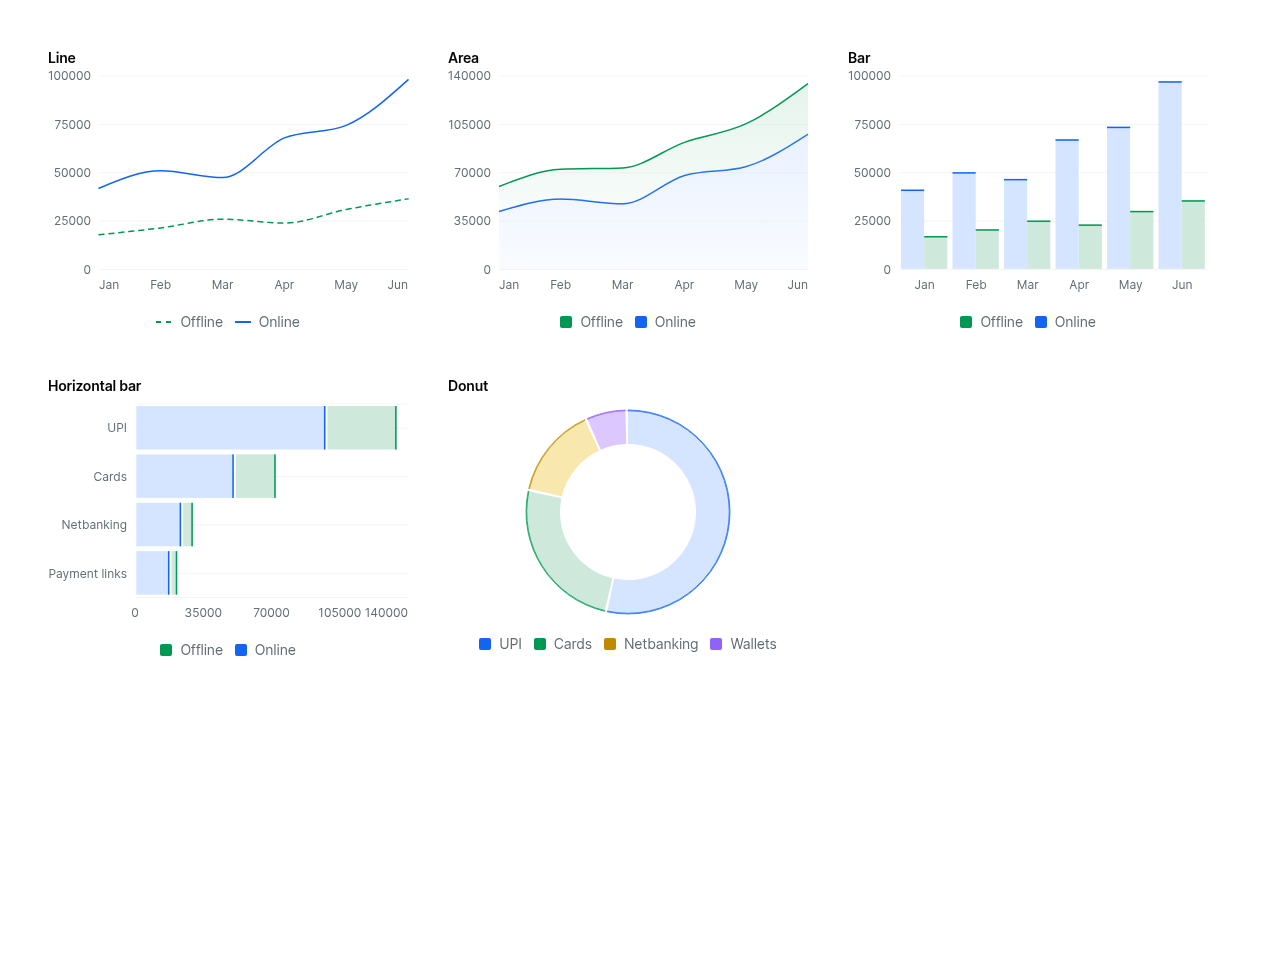 Line
100000
75000
50000
25000
0
Jan Feb Mar Apr May Jun
Offline Online
Area
140000
105000
70000
35000
0
Jan Feb Mar Apr May Jun
Offline Online
Bar
100000
75000
50000
25000
0
Jan Feb Mar Apr May Jun
Offline Online
Horizontal bar
UPI
Cards
Netbanking
Payment links
0 35000 70000 105000 140000
Offline Online
Donut
UPI Cards Netbanking Wallets